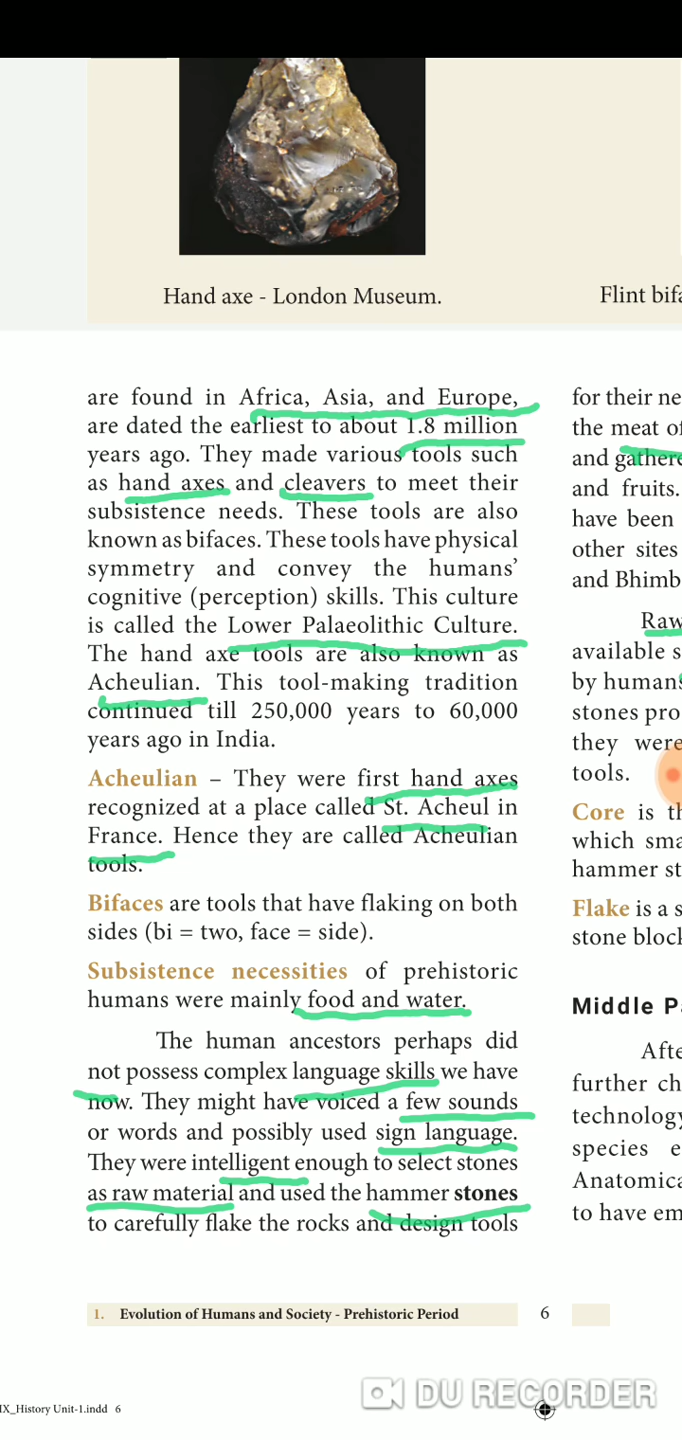 Hand axe - London Museum.
Flint bifa
are found in Africa, Asia, and Europe,
are dated the earliest to about 1.8 million
years ago. They made various tools such
as hand axes and cleavers to meet their
subsistence needs. These tools are also
known as bifaces. These tools have physical
symmetry and convey the humans’
cognitive (perception) skills. This culture
is called the Lower Palaeolithic Culture.
The hand axe tools are also known as
Acheulian. This tool-making tradition
continued till 250,000 years to 60,000
years ago in India.
Acheulian – They were first hand axes
recognized at a place called St. Acheul in
France. Hence they are called Acheulian
tools.
Bifaces are tools that have flaking on both
sides (bi = two, face = side).
Subsistence necessities of prehistoric
humans were mainly food and water.
The human ancestors perhaps did
not possess complex language skills we have
now. They might have voiced a few sounds
or words and possibly used sign language.
They were intelligent enough to select stones
as raw material and used the hammer stones
to carefully flake the rocks and design tools
for their ne
the meat of
and gathere
and fruits.
have been
other sites
and Bhimb
Raw
available s
by humans
stones pro
they were
tools.
Core is th
which sma
hammer st
Flake is a s
stone block
Middle Pa
Afte
further ch
technology
species e
Anatomica
to have em
1. Evolution of Humans and Society - Prehistoric Period
6
IX_History Unit-1.indd 6
DU RECORDER